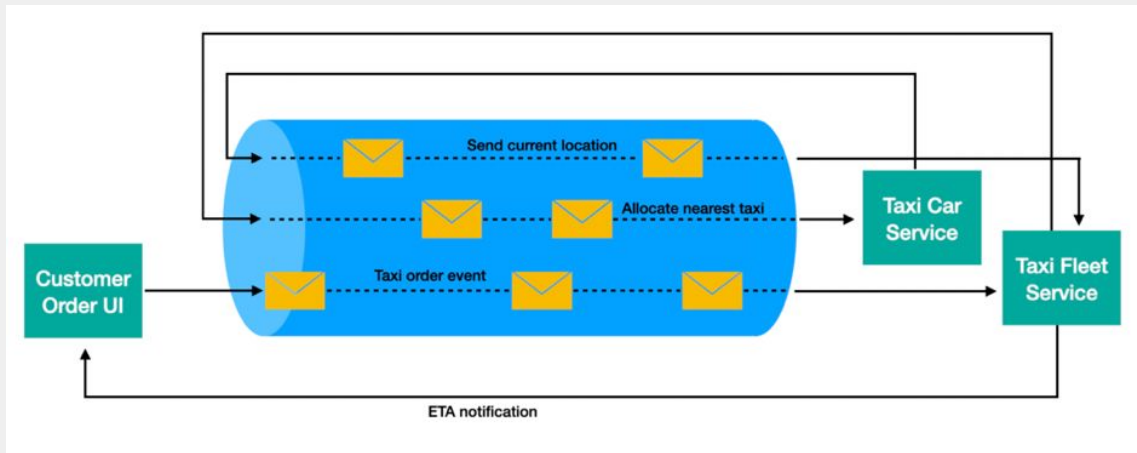 Send current location
Allocate nearest taxi
Taxi Car
Service
Taxi order event
Customer
Order UI
Taxi Fleet
Service
ETA notification